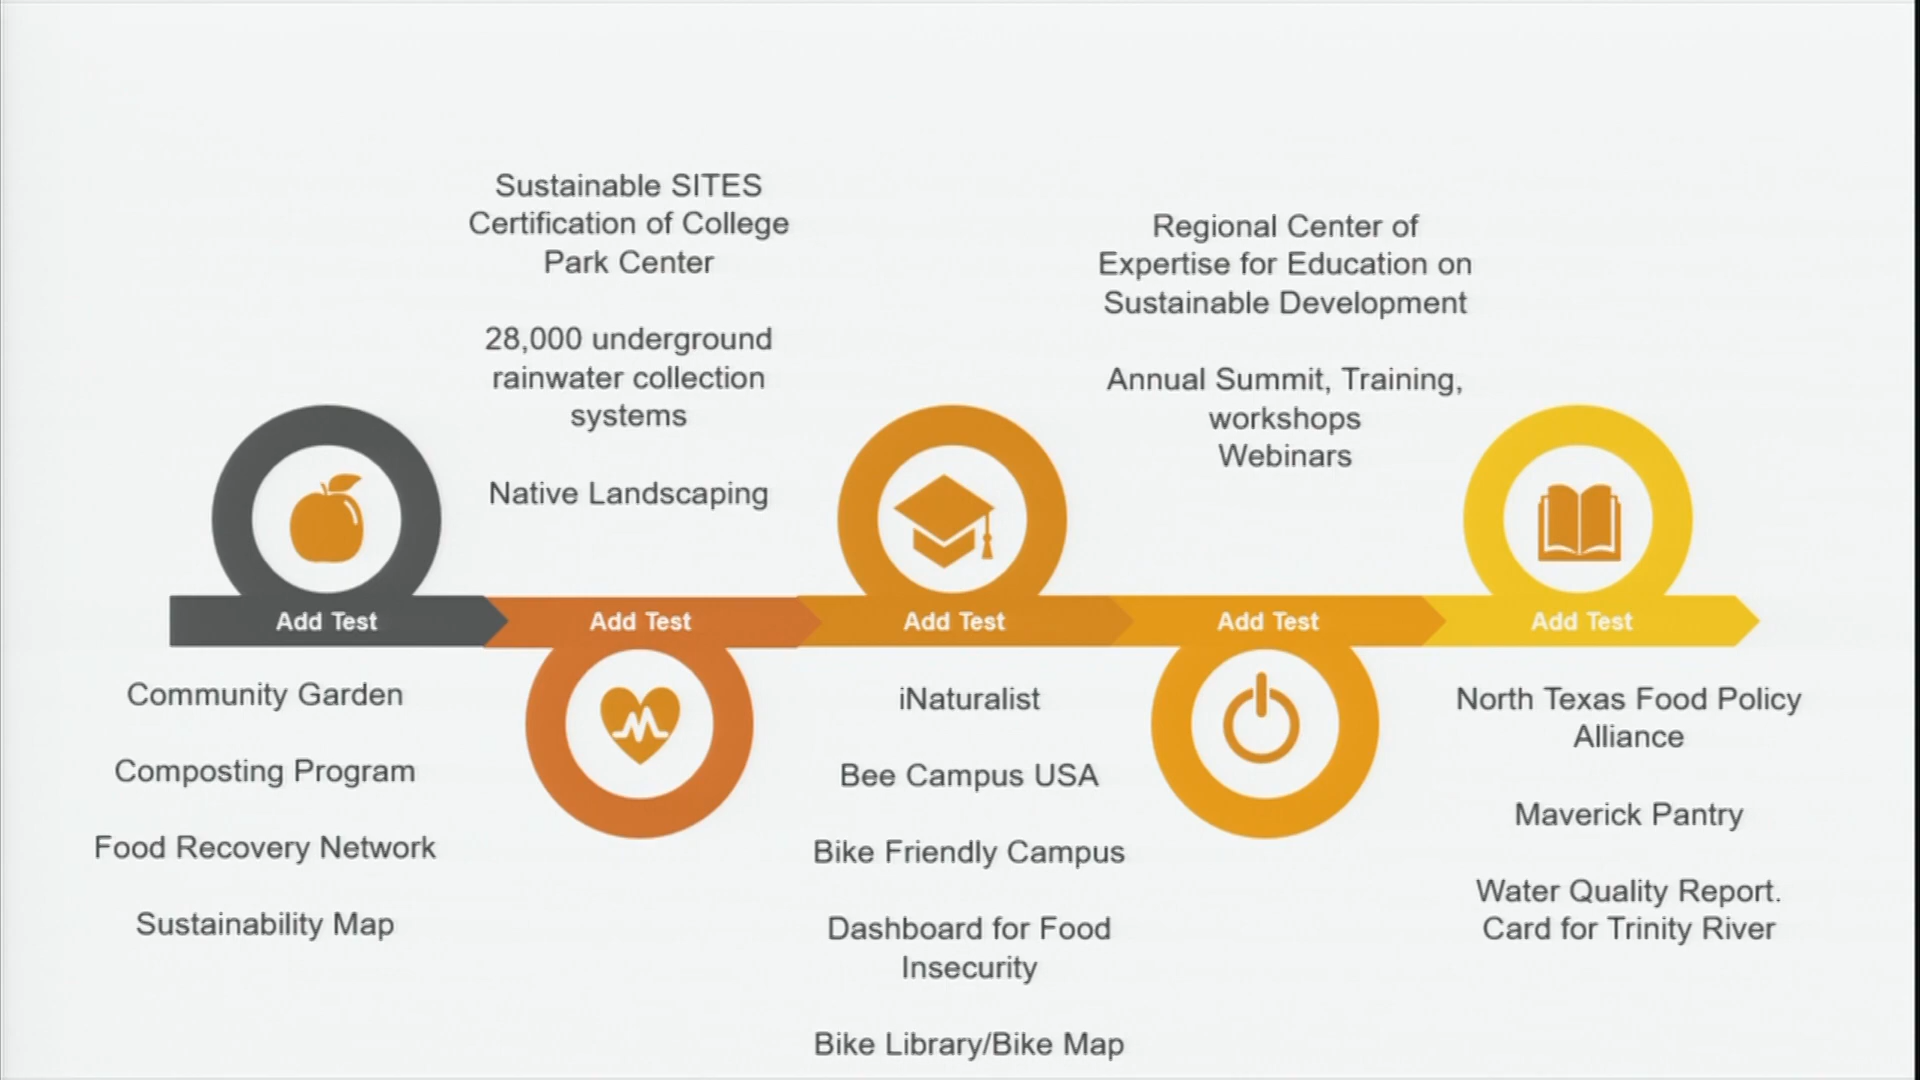 Sustainable SITES
Certification of College
Park Center
28,000 underground
rainwater collection
systems
Native Landscaping
Regional Center of
Expertise for Education on
Sustainable Development
Annual Summit, Training,
workshops
Webinars
Add Test
Add Test
Add Test
Add Test
Add Test
Community Garden
Composting Program
Food Recovery Network
Sustainability Map
iNaturalist
Bee Campus USA
Bike Friendly Campus
Dashboard for Food
Insecurity
Bike Library/Bike Map
North Texas Food Policy
Alliance
Maverick Pantry
Water Quality Report.
Card for Trinity River